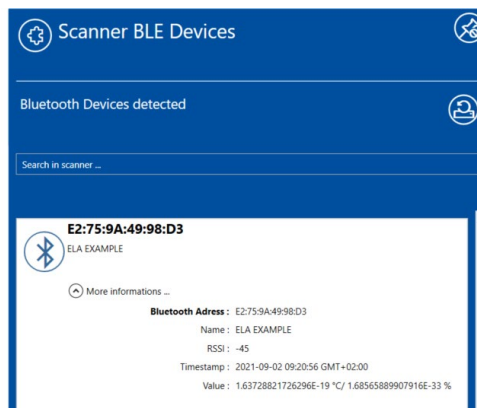 Scanner BLE Devices
Bluetooth Devices detected
Search in scanner ...
E2:75:9A:49:98:D3
ELA EXAMPLE
More informations ...
Bluetooth Adress : E2:75:9A:49:98:D3
Name : ELA EXAMPLE
RSSI : -45
Timestamp : 2021-09-02 09:20:56 GMT+02:00
Value : 1.63728821726296E-19 °C/ 1.68565889907916E-33 %